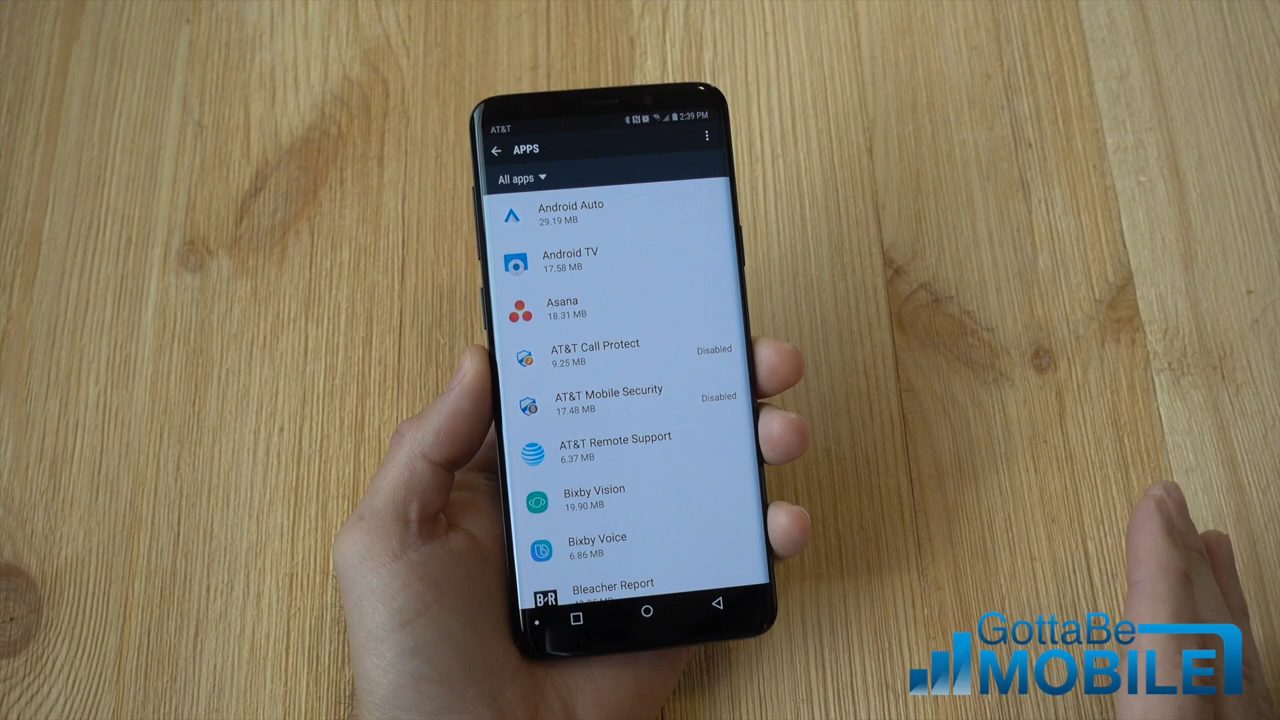 AT&T
2:39 PM
APPS
All apps
Android Auto
29.19 MB
Android TV
17.58 MB
Asana
18.31 MB
AT&T Call Protect
9.25 MB
Disabled
AT&T Mobile Security
17.48 MB
Disabled
AT&T Remote Support
6.37 MB
Bixby Vision
19.90 MB
Bixby Voice
6.86 MB
Bleacher Report
B/R
GottaBe
MOBILE